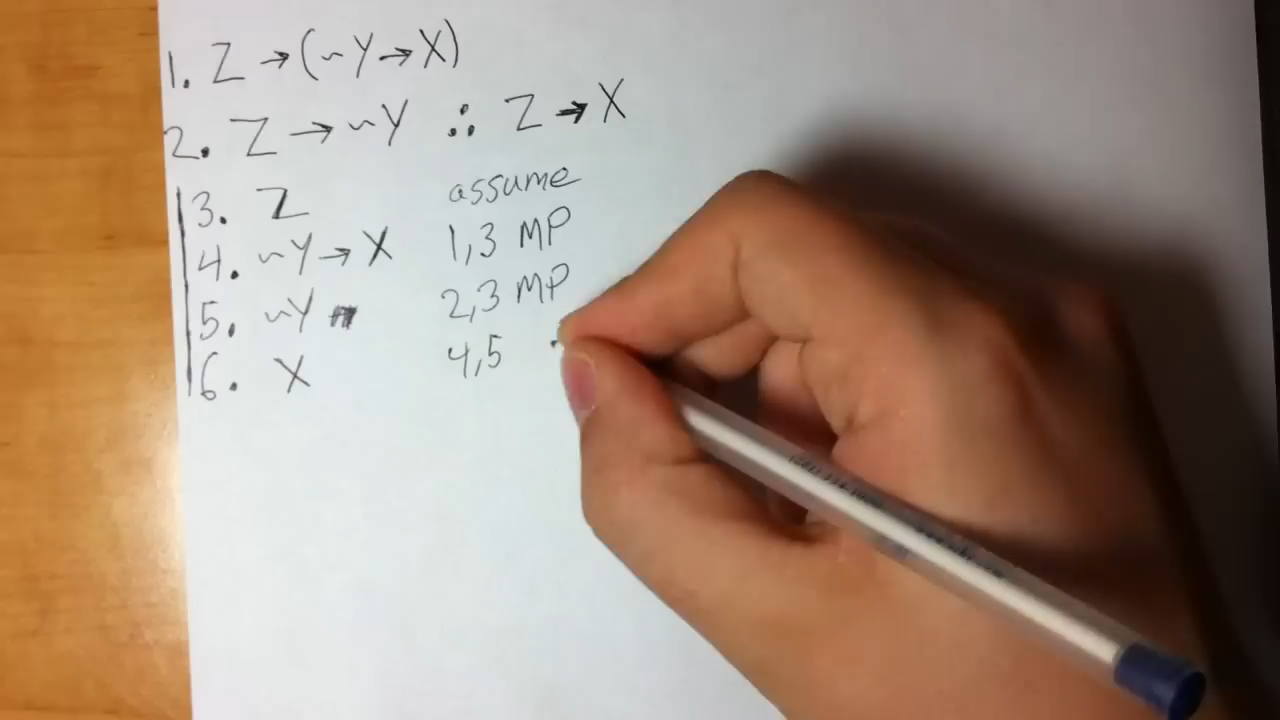 1. Z → (~Y → X)
2. Z → ~Y ∴ Z → X
3. Z assume
4. ~Y → X 1,3 MP
5. ~Y 2,3 MP
6. X 4,5